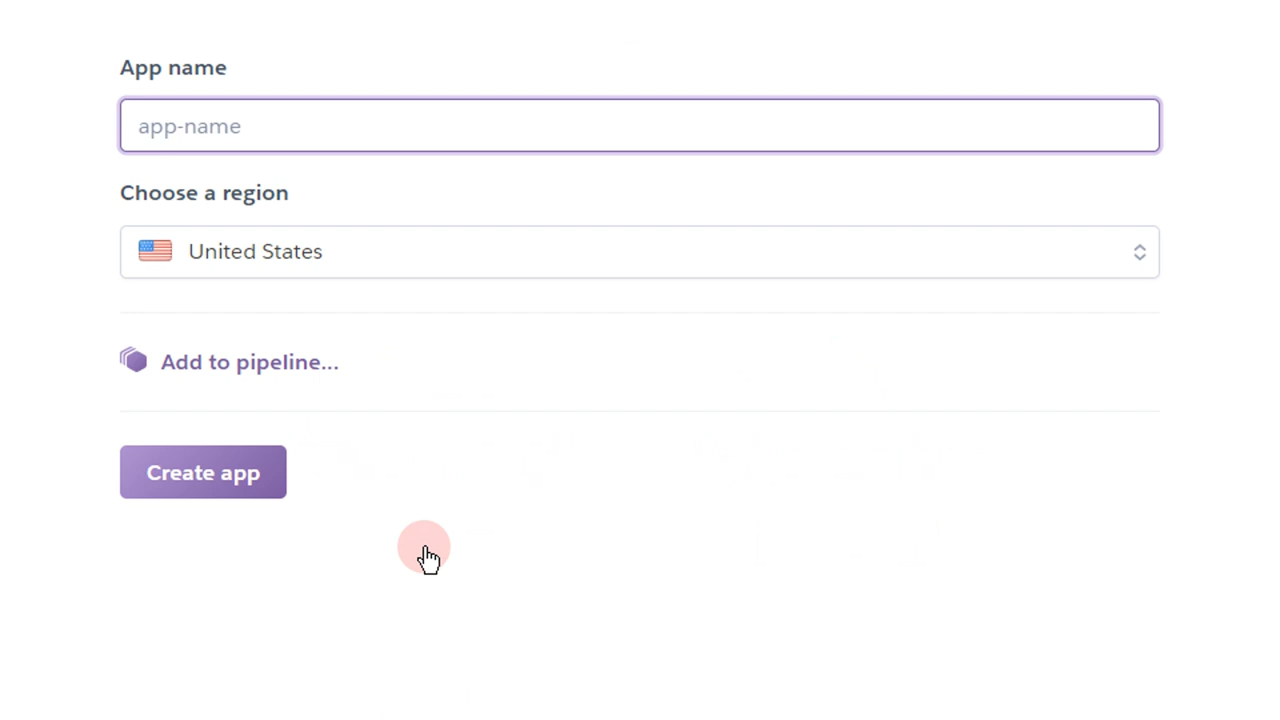 App name
app-name
Choose a region
United States
Add to pipeline...
Create app